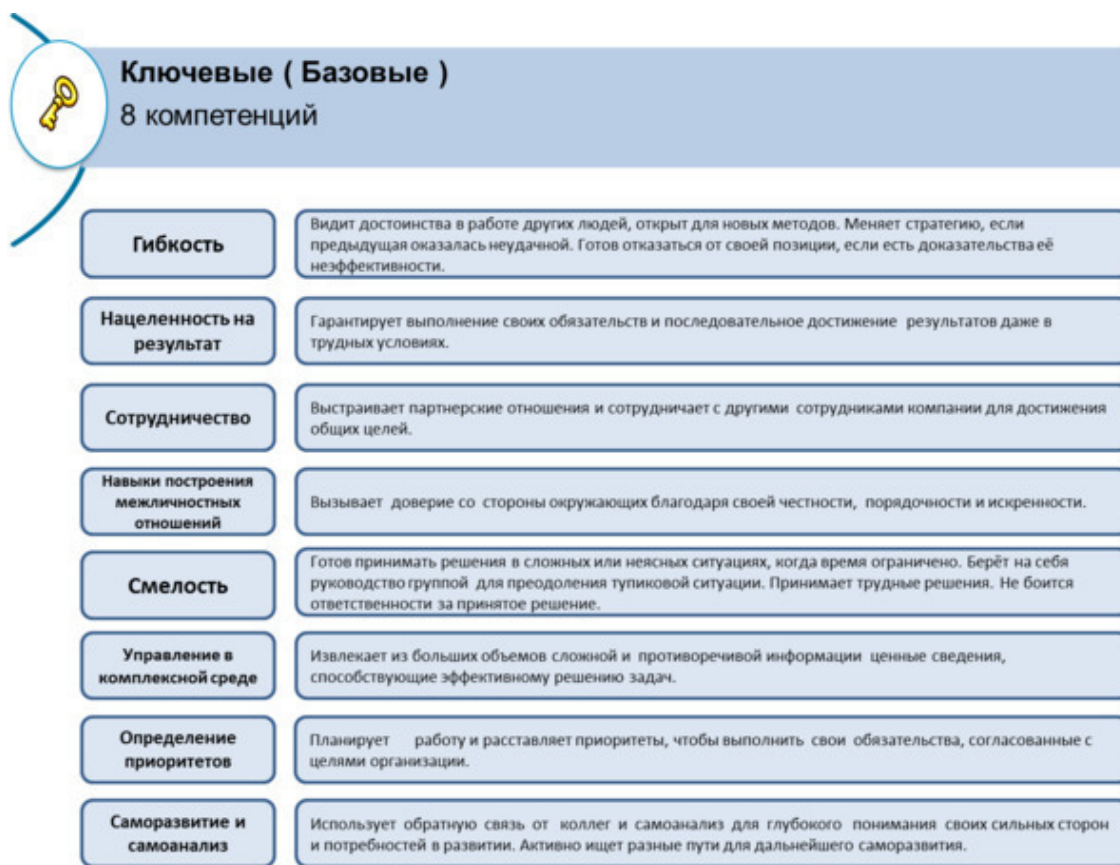 Ключевые ( Базовые )
8 компетенций
Гибкость
Видит достоинства в работе других людей, открыт для новых методов. Меняет стратегию, если
предыдущая оказалась неудачной. Готов отказаться от своей позиции, если есть доказательства её
неэффективности.
Нацеленность на
результат
Гарантирует выполнение своих обязательств и последовательное достижение результатов даже в
трудных условиях.
Сотрудничество
Выстраивает партнерские отношения и сотрудничает с другими сотрудниками компании для достижения
общих целей.
Навыки построения
межличностных
отношений
Вызывает доверие со стороны окружающих благодаря своей честности, порядочности и искренности.
Смелость
Готов принимать решения в сложных или неясных ситуациях, когда время ограничено. Берёт на себя
руководство группой для преодоления тупиковой ситуации. Принимает трудные решения. Не боится
ответственности за принятое решение.
Управление в
комплексной среде
Извлекает из больших объемов сложной и противоречивой информации ценные сведения,
способствующие эффективному решению задач.
Определение
приоритетов
Планирует работу и расставляет приоритеты, чтобы выполнить свои обязательства, согласованные с
целями организации.
Саморазвитие и
самоанализ
Использует обратную связь от коллег и самоанализ для глубокого понимания своих сильных сторон
и потребностей в развитии. Активно ищет разные пути для дальнейшего саморазвития.